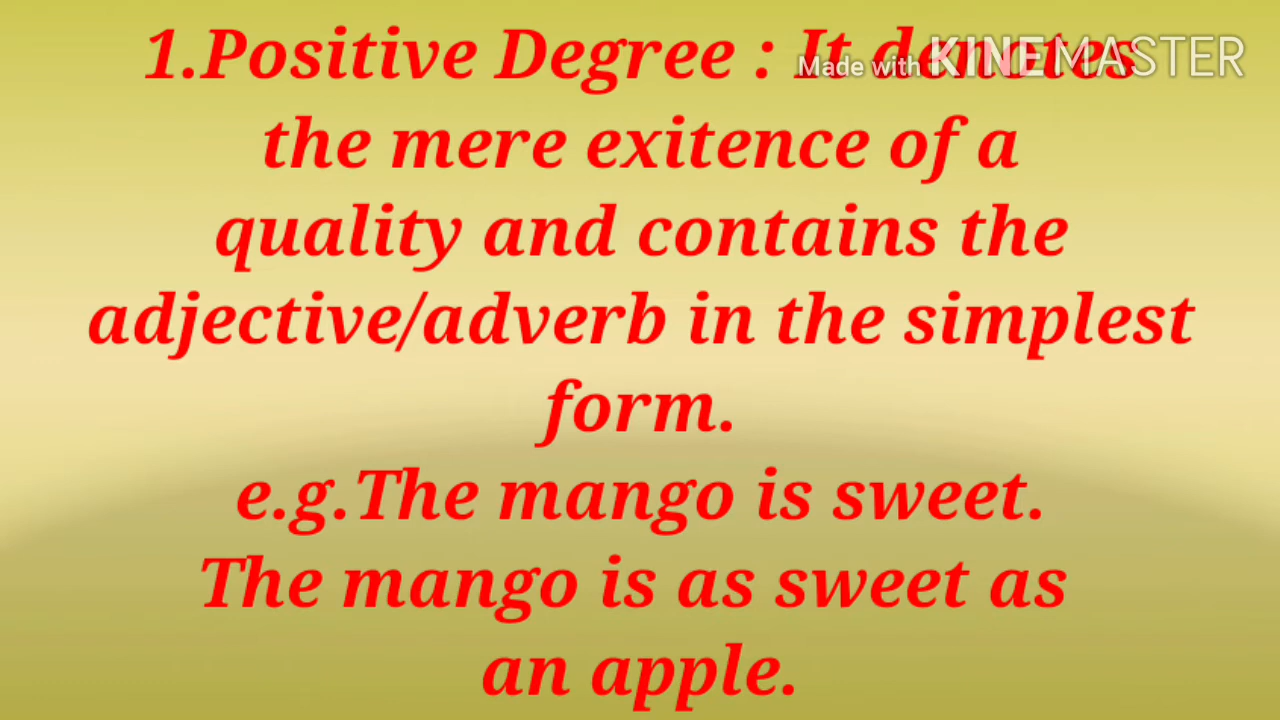 1.Positive Degree : It denotes
Made with KINEMASTER
the mere exitence of a
quality and contains the
adjective/adverb in the simplest
form.
e.g.The mango is sweet.
The mango is as sweet as
an apple.